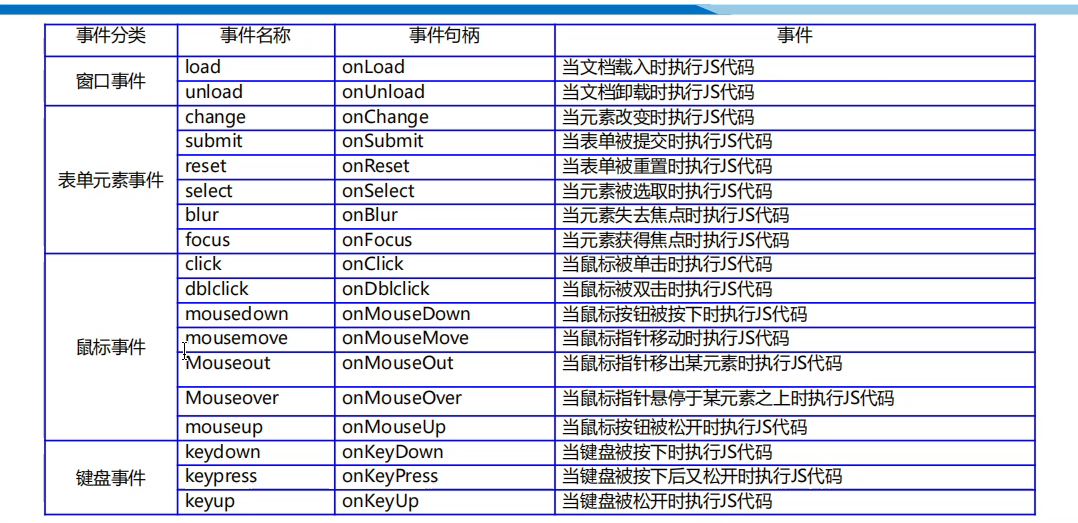 事件分类 事件名称 事件句柄 事件
窗口事件 load onLoad 当文档载入时执行JS代码
unload onUnload 当文档卸载时执行JS代码
表单元素事件 change onChange 当元素改变时执行JS代码
submit onSubmit 当表单被提交时执行JS代码
reset onReset 当表单被重置时执行JS代码
select onSelect 当元素被选取时执行JS代码
blur onBlur 当元素失去焦点时执行JS代码
focus onFocus 当元素获得焦点时执行JS代码
鼠标事件 click onClick 当鼠标被单击时执行JS代码
dblclick onDblclick 当鼠标被双击时执行JS代码
mousedown onMouseDown 当鼠标按钮被按下时执行JS代码
mousemove onMouseMove 当鼠标指针移动时执行JS代码
Mouseout onMouseOut 当鼠标指针移出某元素时执行JS代码
Mouseover onMouseOver 当鼠标指针悬停于某元素之上时执行JS代码
mouseup onMouseUp 当鼠标按钮被松开时执行JS代码
键盘事件 keydown onKeyDown 当键盘被按下时执行JS代码
keypress onKeyPress 当键盘被按下后又松开时执行JS代码
keyup onKeyUp 当键盘被松开时执行JS代码